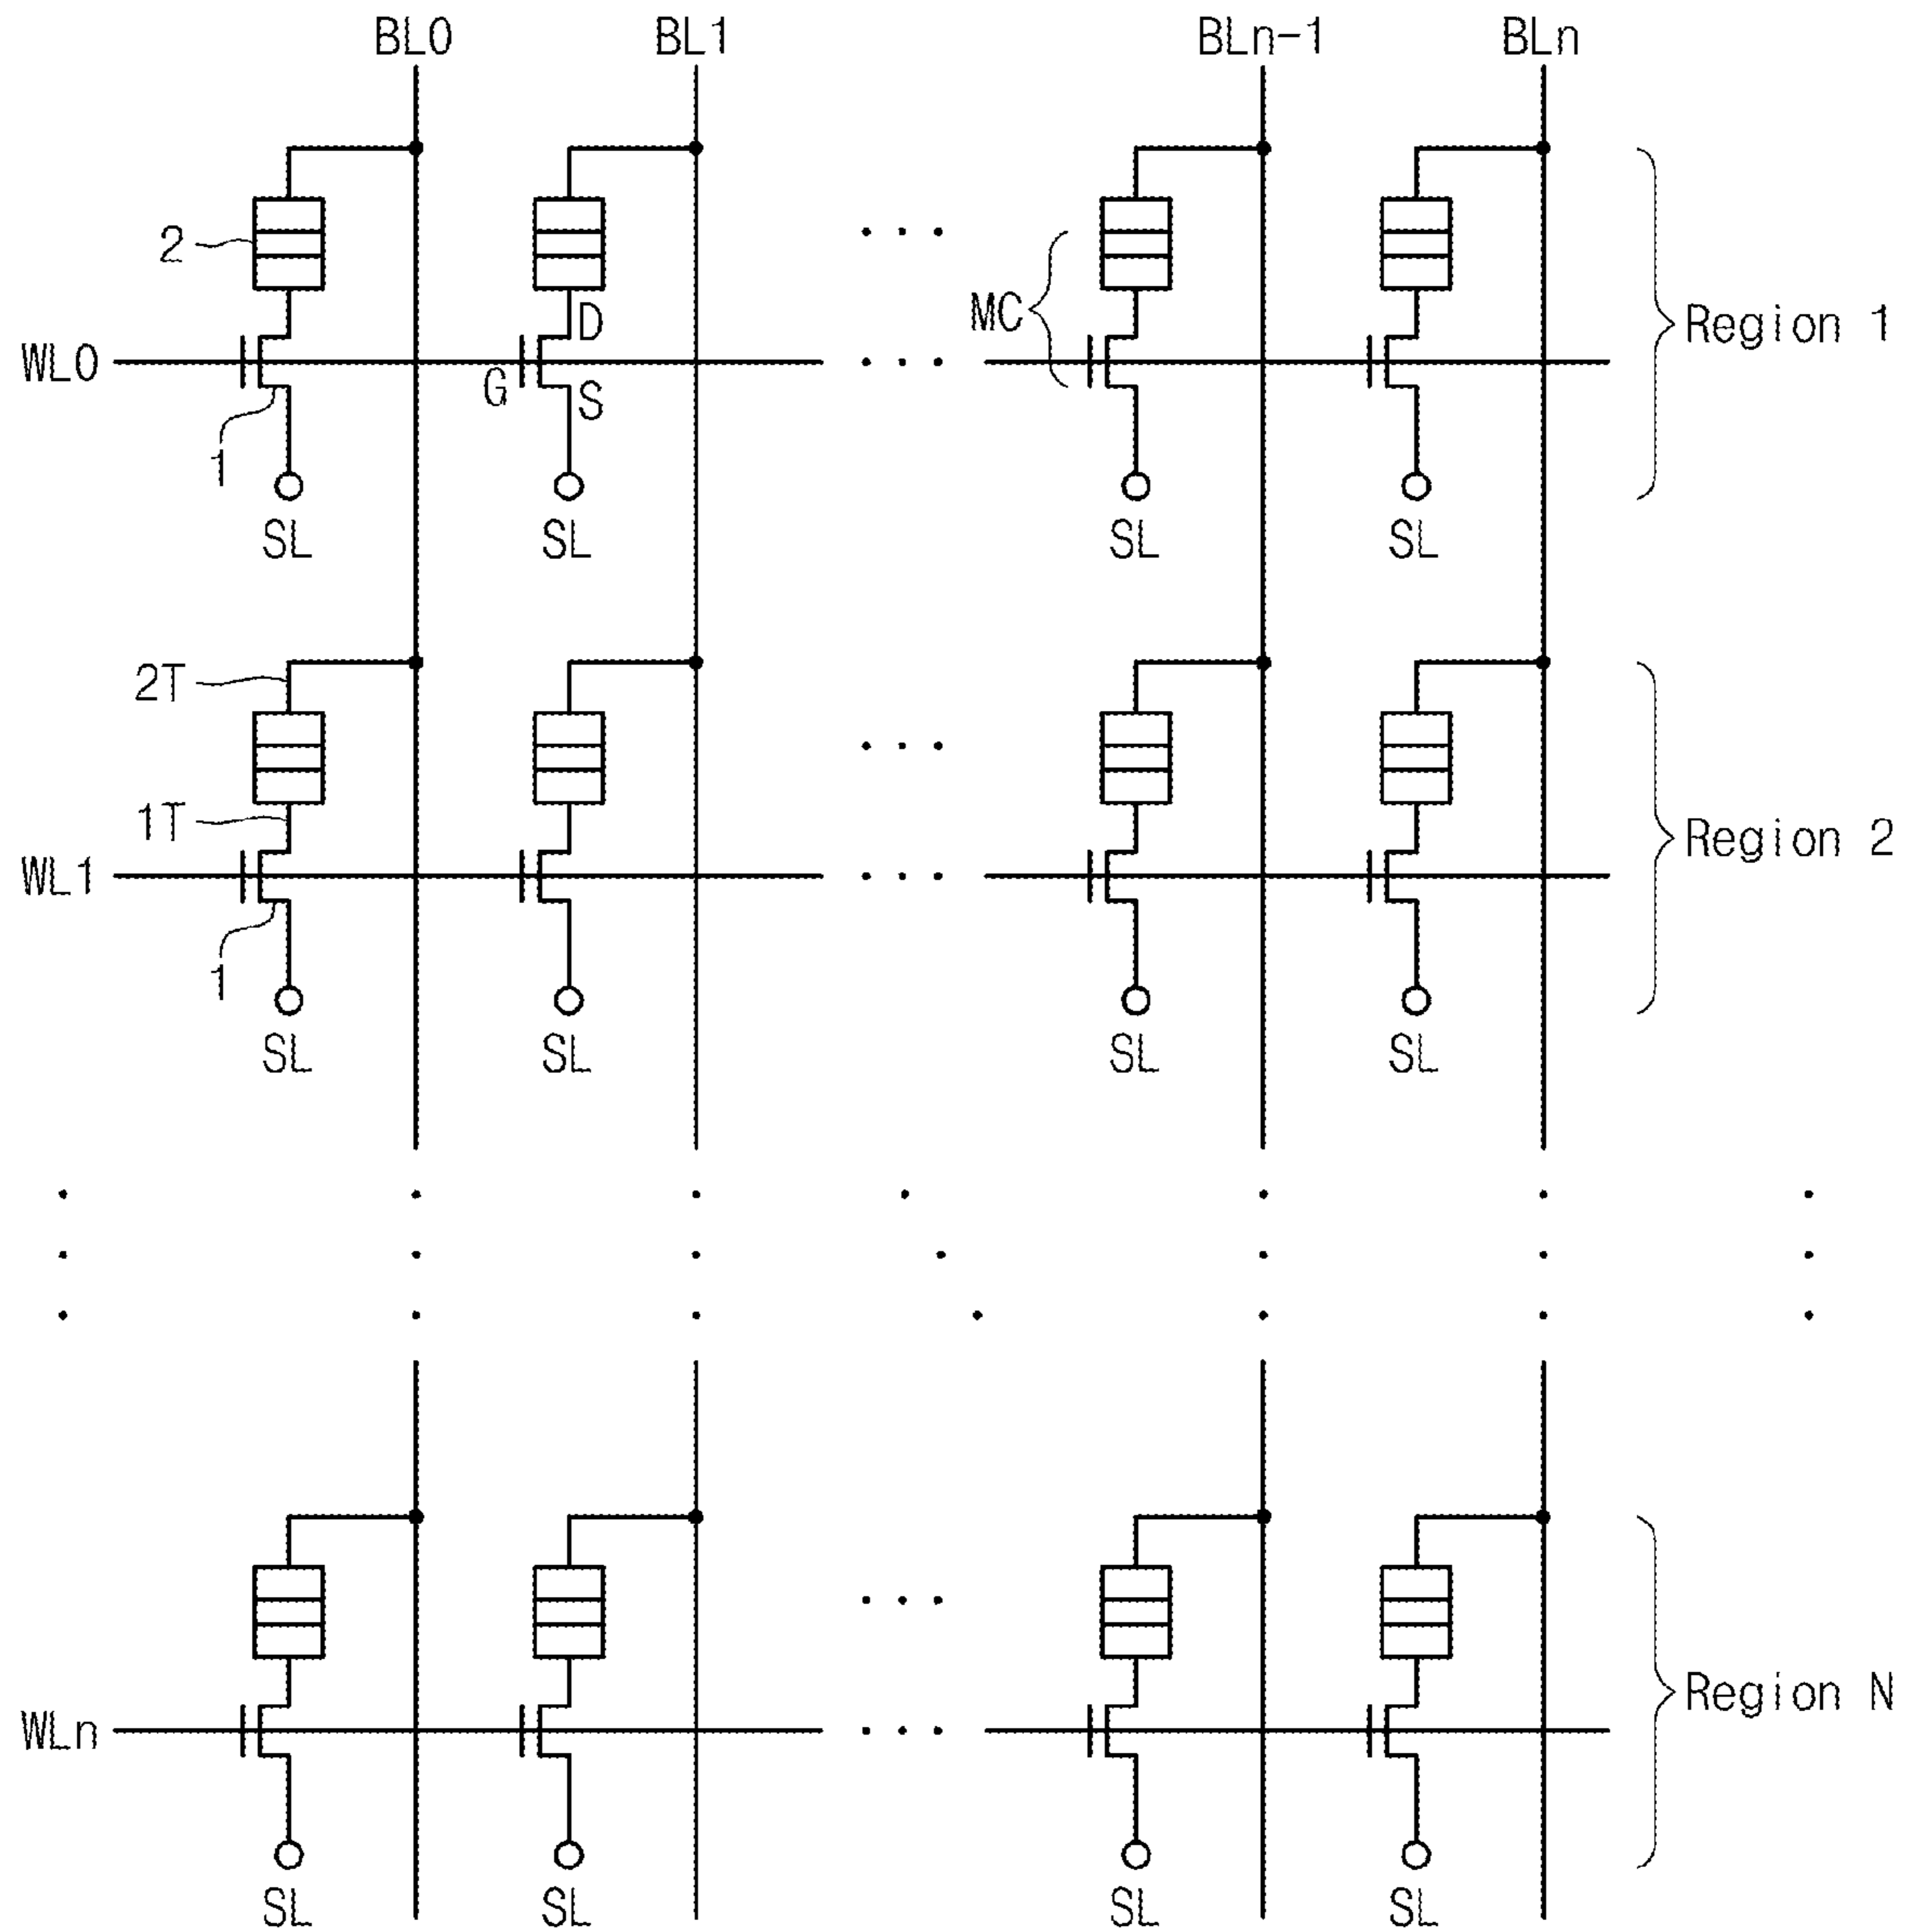 BL0 BL1 BLn-1 BLn
2
MC
D
Region 1
WL0
G
S
1
SL SL SL SL
2T
1T
Region 2
WL1
1
SL SL SL SL
Region N
WLn
SL SL SL SL